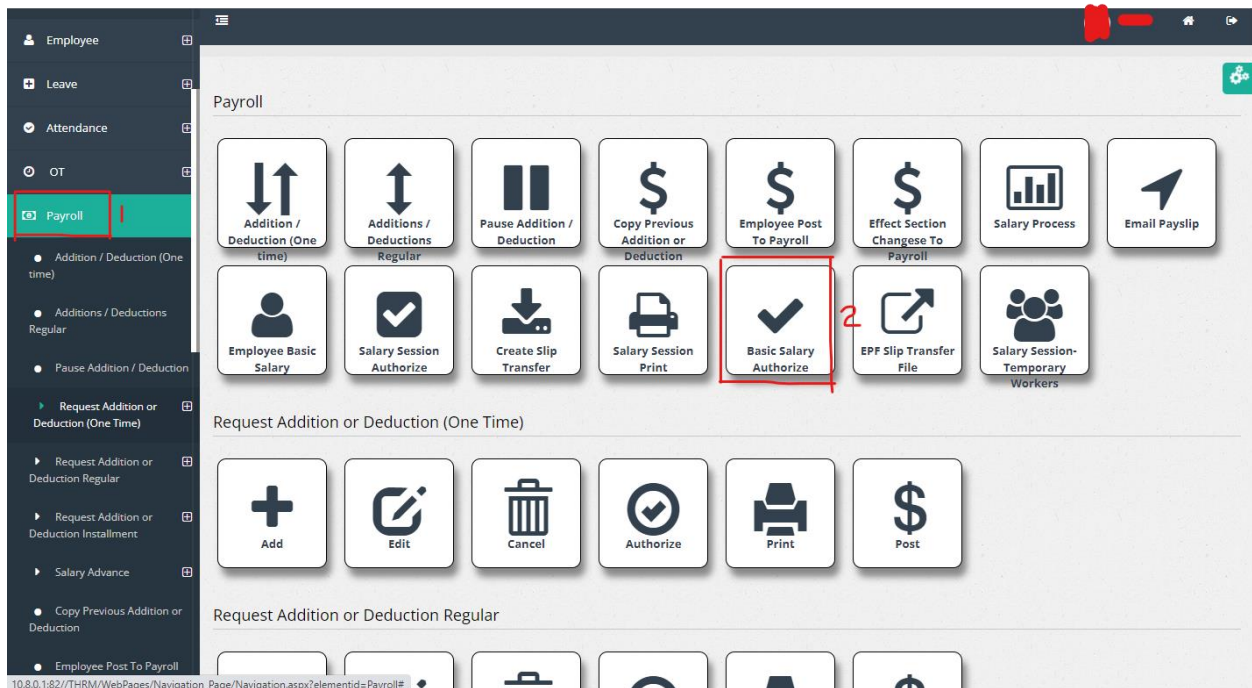 Employee
Leave
Attendance
OT
Payroll
1
Addition / Deduction (One
time)
Additions / Deductions
Regular
Pause Addition / Deduction
Request Addition or
Deduction (One Time)
Request Addition or
Deduction Regular
Request Addition or
Deduction Installment
Salary Advance
Copy Previous Addition or
Deduction
Employee Post To Payroll
10.8.0.1:82//THRM/WebPages/Navigation_Page/Navigation.aspx?elementid=Payroll#
Payroll
Addition /
Deduction (One
time)
Additions /
Deductions
Regular
Pause Addition /
Deduction
Copy Previous
Addition or
Deduction
Employee Post
To Payroll
Effect Section
Changese To
Payroll
Salary Process
Email Payslip
Employee Basic
Salary
Salary Session
Authorize
Create Slip
Transfer
Salary Session
Print
Basic Salary
Authorize
2
EPF Slip Transfer
File
Salary Session-
Temporary
Workers
Request Addition or Deduction (One Time)
Add
Edit
Cancel
Authorize
Print
Post
Request Addition or Deduction Regular